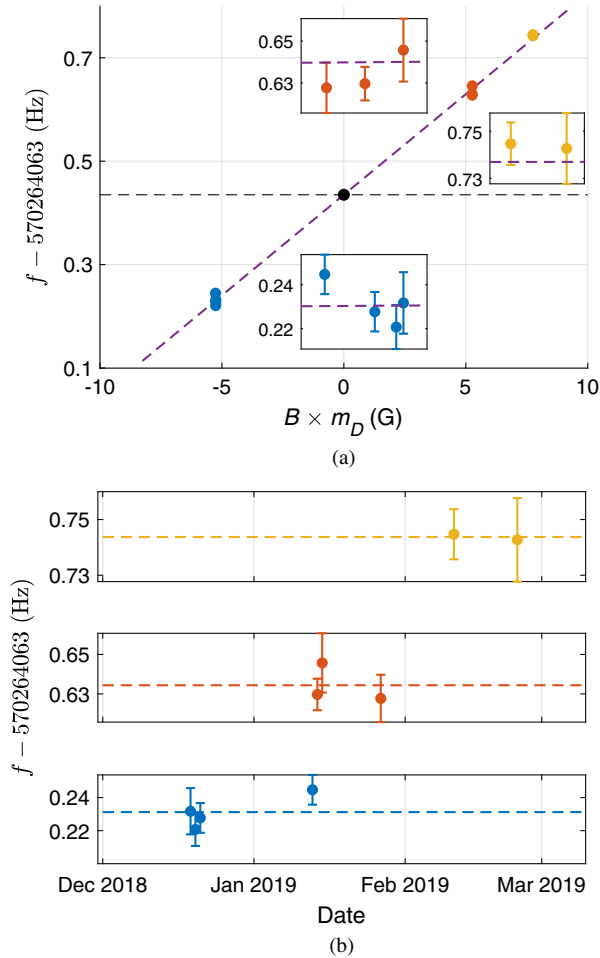 0.7
0.5
0.3
0.1
f − 570264063 (Hz)
0.65
0.63
0.75
0.73
0.24
0.22
-10
-5
0
5
10
B × m_D (G)
(a)
0.75
0.73
0.65
0.63
0.24
0.22
f − 570264063 (Hz)
Dec 2018
Jan 2019
Feb 2019
Mar 2019
Date
(b)